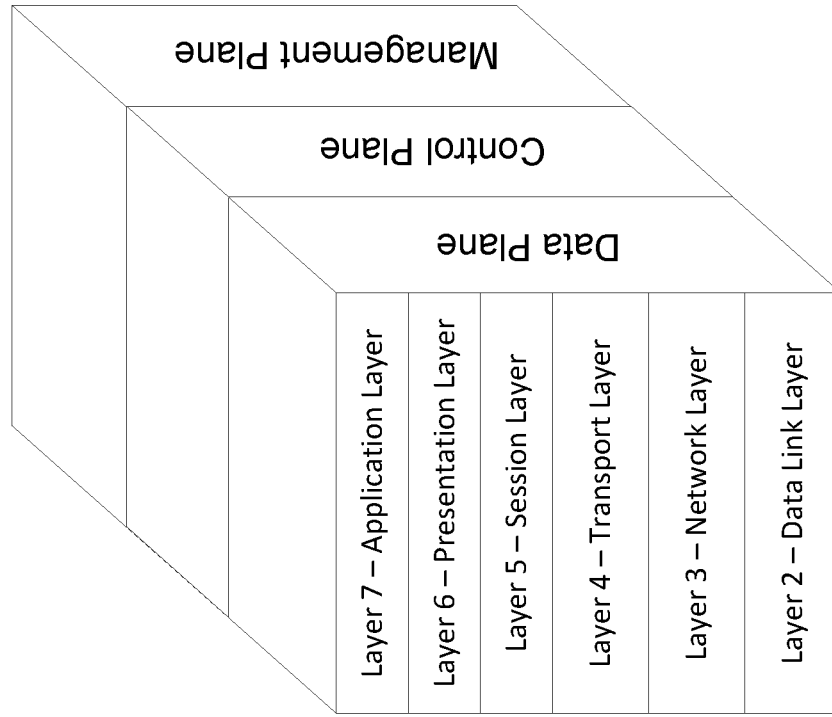 Management Plane
Control Plane
Data Plane
Layer 7 – Application Layer
Layer 6 – Presentation Layer
Layer 5 – Session Layer
Layer 4 – Transport Layer
Layer 3 – Network Layer
Layer 2 – Data Link Layer